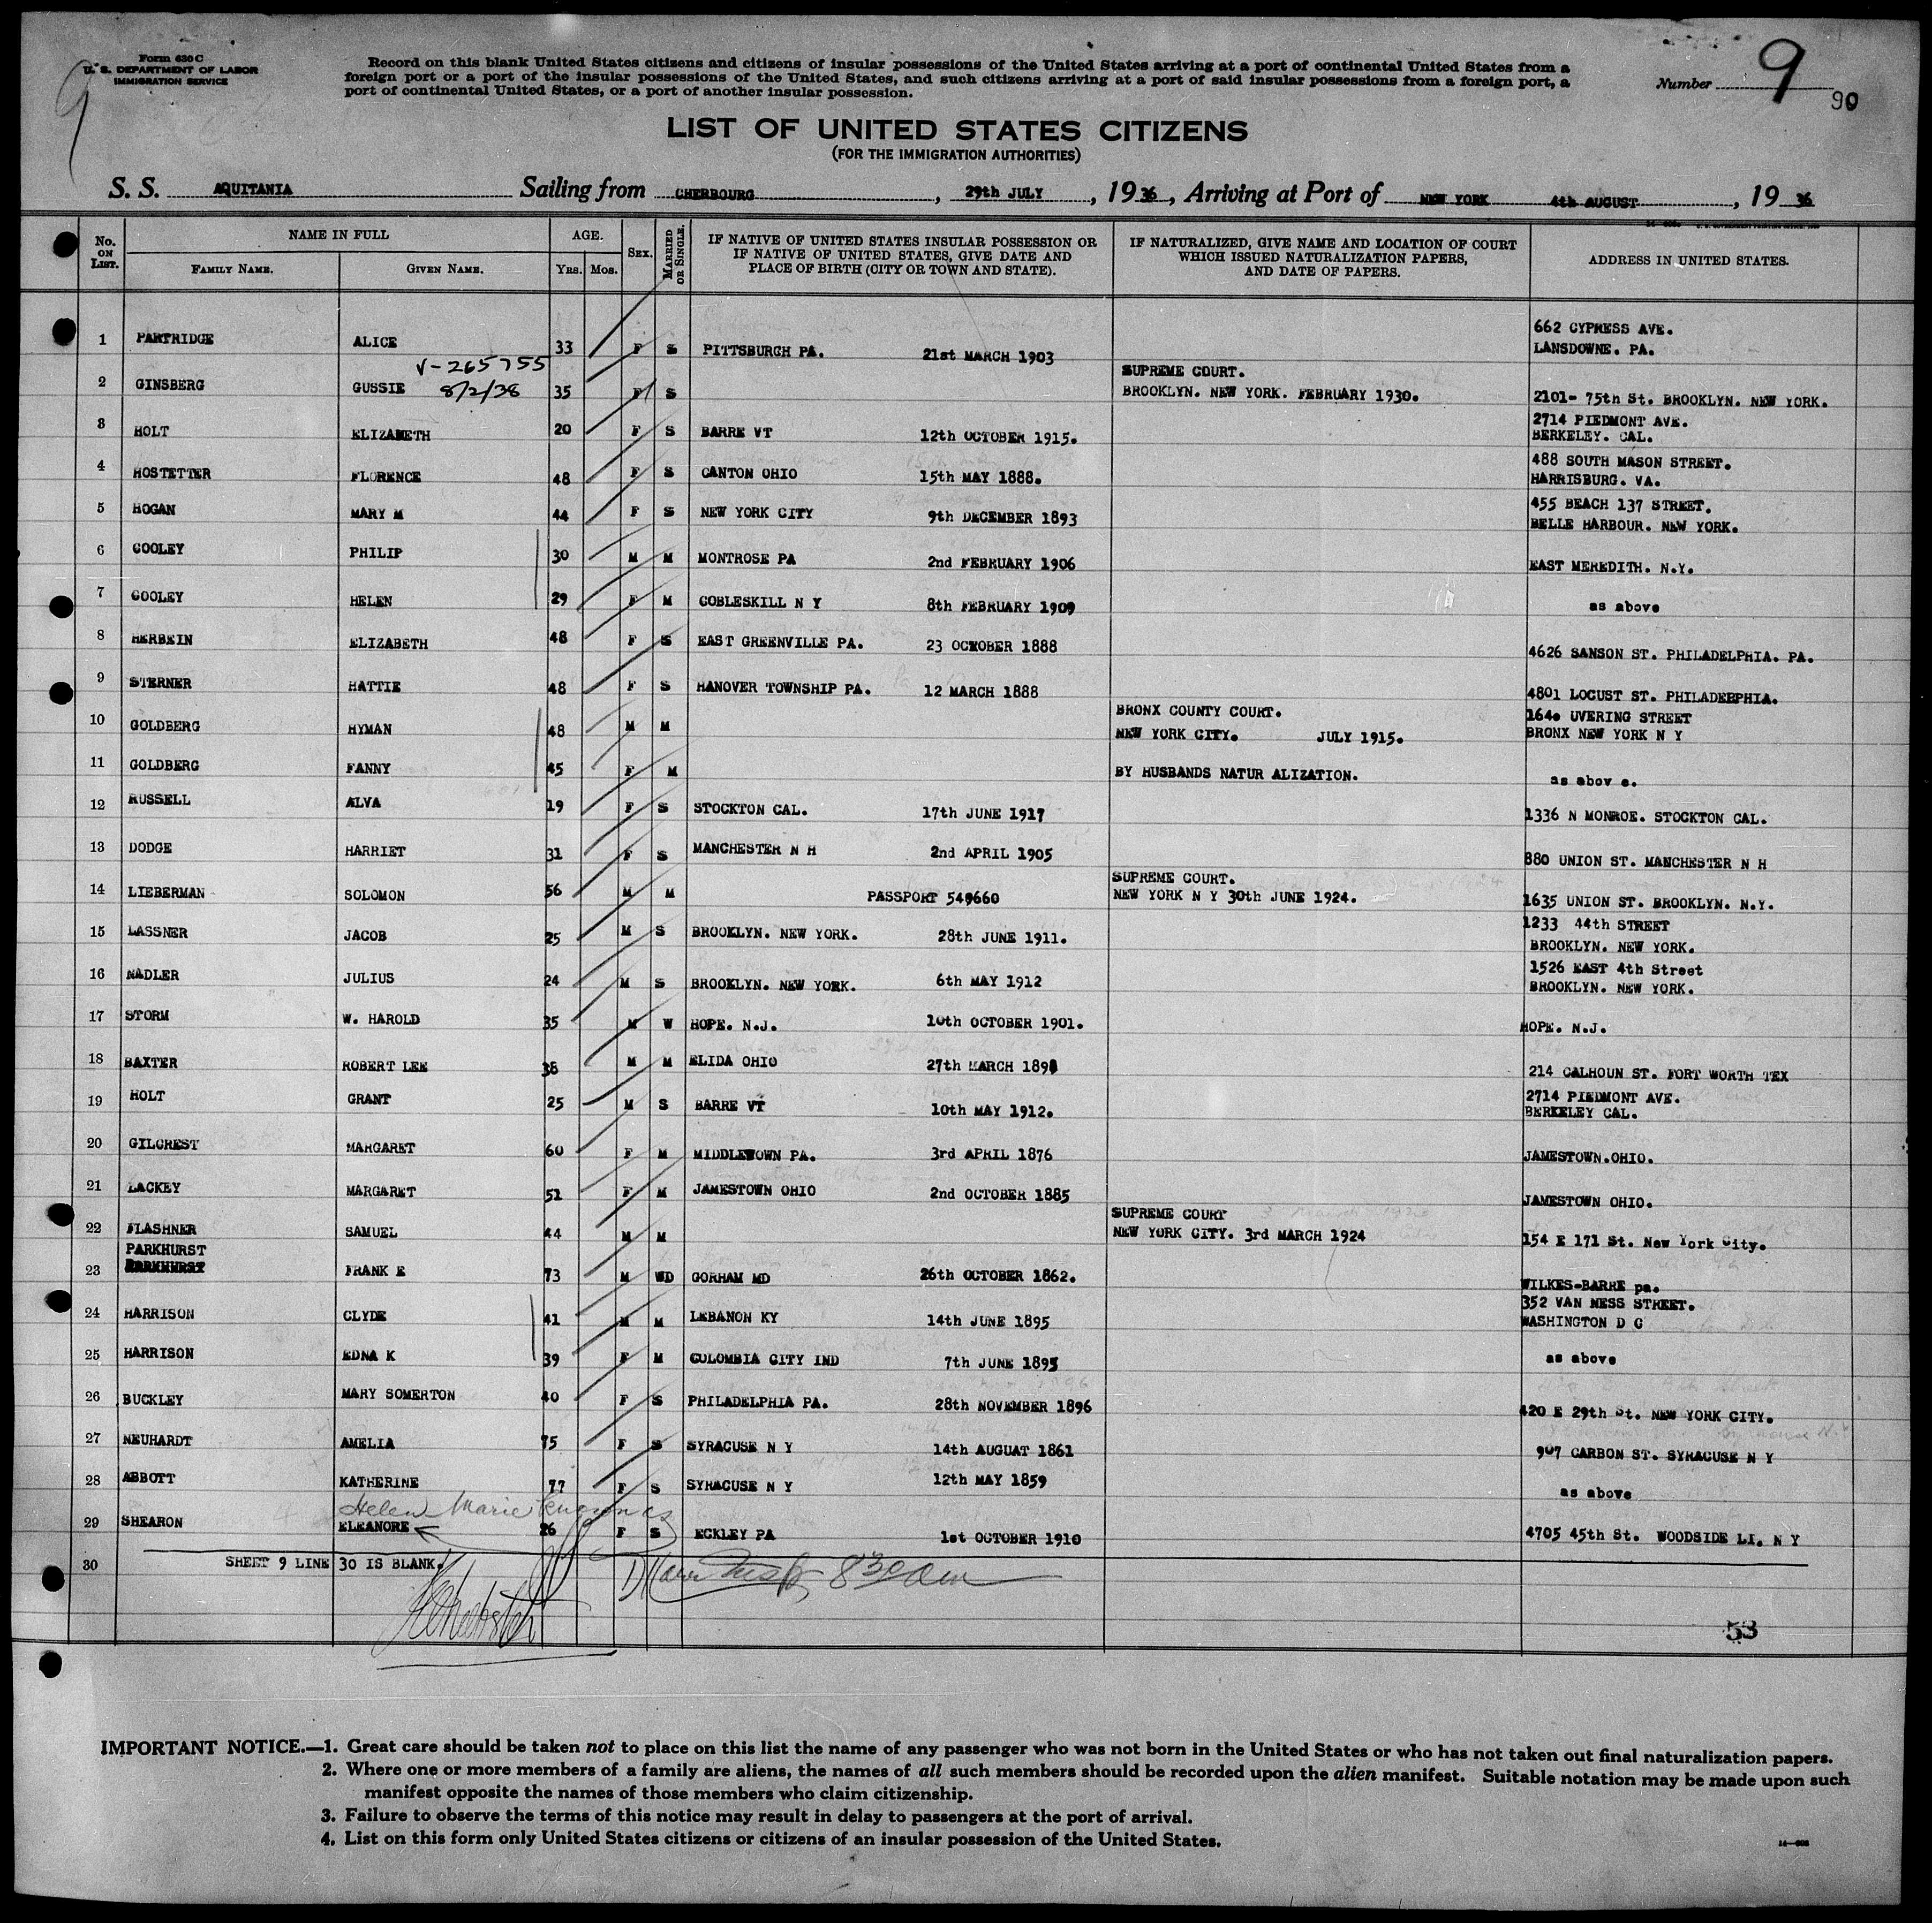 Form 630 C
U. S. DEPARTMENT OF LABOR
IMMIGRATION SERVICE
9
Record on this blank United States citizens and citizens of insular possessions of the United States arriving at a port of continental United States from a
foreign port or a port of the insular possessions of the United States, and such citizens arriving at a port of said insular possessions from a foreign port, a
port of continental United States, or a port of another insular possession.
Number 9
90
LIST OF UNITED STATES CITIZENS
(FOR THE IMMIGRATION AUTHORITIES)
S. S. AQUITANIA Sailing from CHERBOURG, 29th JULY, 1936, Arriving at Port of NEW YORK 4th AUGUST, 1936
No. ON LIST. NAME IN FULL FAMILY NAME. GIVEN NAME. AGE. YRS. MOS. SEX. MARRIED OR SINGLE. IF NATIVE OF UNITED STATES INSULAR POSSESSION OR IF NATIVE OF UNITED STATES, GIVE DATE AND PLACE OF BIRTH (CITY OR TOWN AND STATE). IF NATURALIZED, GIVE NAME AND LOCATION OF COURT WHICH ISSUED NATURALIZATION PAPERS, AND DATE OF PAPERS. ADDRESS IN UNITED STATES.
662 CYPRESS AVE.
1 PARTRIDGE ALICE 33 F S PITTSBURGH PA. 21st MARCH 1903 LANSDOWNE. PA.
V-265755
SUPREME COURT.
2 GINSBERG GUSSIE 8/2/38 35 F S BROOKLYN. NEW YORK. FEBRUARY 1930. 2101- 75th St. BROOKLYN. NEW YORK.
2714 PIEDMONT AVE.
3 HOLT ELIZABETH 20 F S BARRE VT 12th OCTOBER 1915. BERKELEY. CAL.
488 SOUTH MASON STREET.
4 HOSTETTER FLORENCE 48 F S CANTON OHIO 15th MAY 1888. HARRISBURG. VA.
455 BEACH 137 STREET.
5 HOGAN MARY M 44 F S NEW YORK CITY 9th DECEMBER 1893 BELLE HARBOUR. NEW YORK.
6 COOLEY PHILIP 30 M M MONTROSE PA 2nd FEBRUARY 1906 EAST MEREDITH. N.Y.
7 COOLEY HELEN 29 F M COBLESKILL N Y 8th FEBRUARY 1909 as above
8 HERBEIN ELIZABETH 48 F S EAST GREENVILLE PA. 23 OCTOBER 1888 4626 SANSON ST. PHILADELPHIA. PA.
9 STERNER HATTIE 48 F S HANOVER TOWNSHIP PA. 12 MARCH 1888 4801 LOCUST ST. PHILADEPHIA.
BRONX COUNTY COURT. 1640 UVERING STREET
10 GOLDBERG HYMAN 48 M M NEW YORK CITY. JULY 1915. BRONX NEW YORK N Y
11 GOLDBERG FANNY 45 F M BY HUSBANDS NATUR ALIZATION. as abov e.
12 RUSSELL ALVA 19 F S STOCKTON CAL. 17th JUNE 1917 1336 N MONROE. STOCKTON CAL.
13 DODGE HARRIET 31 F S MANCHESTER N H 2nd APRIL 1905 880 UNION ST. MANCHESTER N H
SUPREME COURT.
14 LIEBERMAN SOLOMON 56 M M PASSPORT NEW YORK N Y 30th JUNE 1924. 1635 UNION ST. BROOKLYN. N.Y.
1233 44th STREET
15 LASSNER JACOB 25 M S BROOKLYN. NEW YORK. 28th JUNE 1911. BROOKLYN. NEW YORK.
1526 EAST 4th Street
16 NADLER JULIUS 24 M S BROOKLYN. NEW YORK. 6th MAY 1912 BROOKLYN. NEW YORK.
17 STORM W. HAROLD 35 M W HOPE. N.J. 10th OCTOBER 1901. HOPE. N.J.
18 BAXTER ROBERT LEE 38 M M ELIDA OHIO 27th MARCH 1898 214 CALHOUN ST. FORT WORTH TEX
2714 PIEDMONT AVE.
19 HOLT GRANT 25 M S BARRE VT 10th MAY 1912. BERKELEY CAL.
20 GILCREST MARGARET 60 F M MIDDLETOWN PA. 3rd APRIL 1876 JAMESTOWN.OHIO.
21 LACKEY MARGARET 51 F M JAMESTOWN OHIO 2nd OCTOBER 1885 JAMESTOWN OHIO.
SUPREME COURT
22 FLASHNER SAMUEL 44 M M NEW YORK CITY. 3rd MARCH 1924 154 E 171 St. New York City.
PARKHURST
23 FRANK E 73 M WD GORHAM MD 26th OCTOBER 1862. WILKES-BARRE pa.
352 VAN NESS STREET.
24 HARRISON CLYDE 41 M M LEBANON KY 14th JUNE 1895 WASHINGTON D C
25 HARRISON EDNA K 39 F M COLOMBIA CITY IND 7th JUNE 1895 as above
26 BUCKLEY MARY SOMERTON 40 F S PHILADELPHIA PA. 28th NOVEMBER 1896 420 E 29th St. NEW YORK CITY.
27 NEUHARDT AMELIA 75 F S SYRACUSE N Y 14th AUGUAT 1861 907 CARBON ST. SYRACUSE N Y
28 ABBOTT KATHERINE 77 F S SYRACUSE N Y 12th MAY 1859 as above
Helen Marie
29 SHEARON ELEANORE 26 F S ECKLEY PA 1st OCTOBER 1910 4705 45th St. WOODSIDE LI. N Y
30 SHEET 9 LINE 30 IS BLANK.
830 am
53
IMPORTANT NOTICE.—1. Great care should be taken not to place on this list the name of any passenger who was not born in the United States or who has not taken out final naturalization papers.
2. Where one or more members of a family are aliens, the names of all such members should be recorded upon the alien manifest. Suitable notation may be made upon such
manifest opposite the names of those members who claim citizenship.
3. Failure to observe the terms of this notice may result in delay to passengers at the port of arrival.
4. List on this form only United States citizens or citizens of an insular possession of the United States.